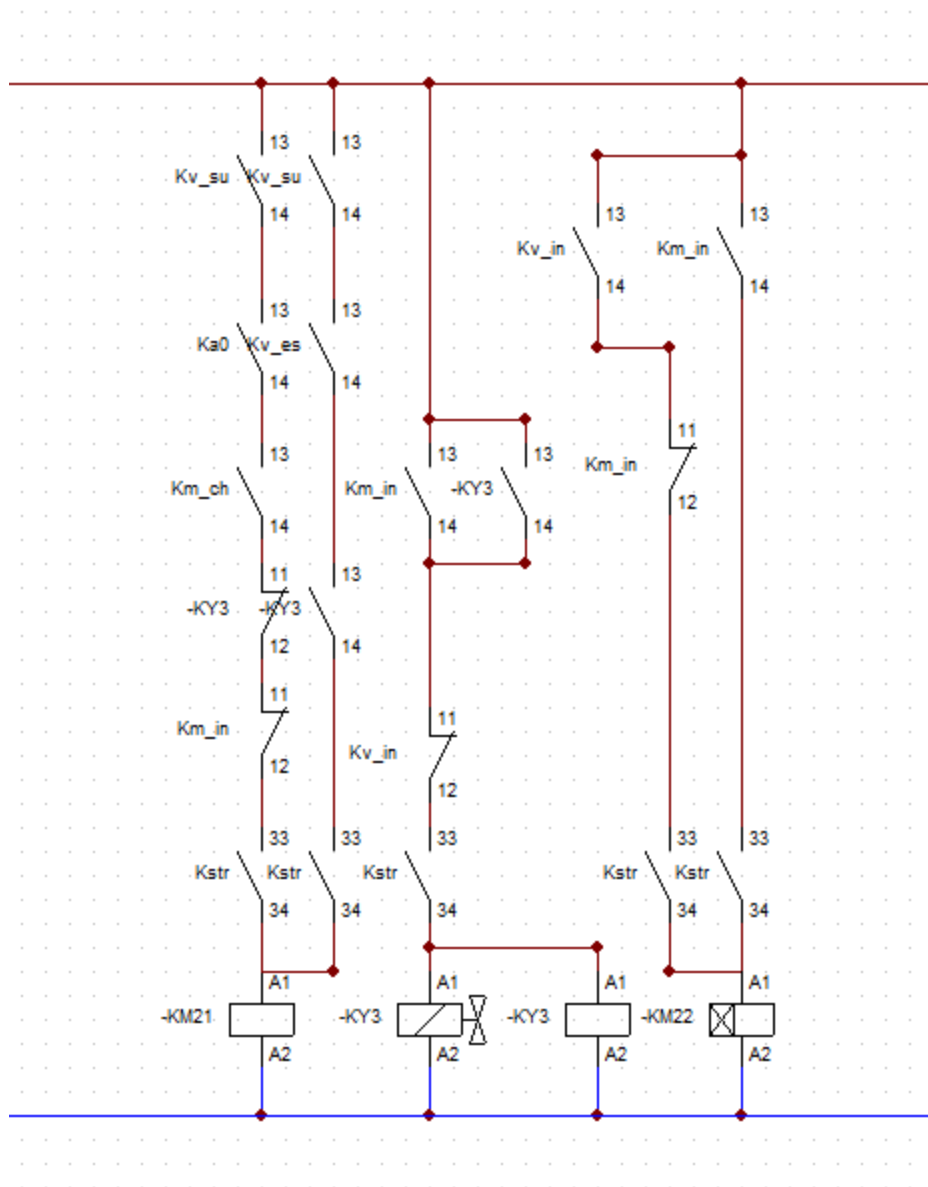 13 13
Kv_su Kv_su
14 14
13 13
Kv_in Km_in
14 14
13 13
Ka0 Kv_es
14 14
11
13 13 13
Km_in
Km_ch Km_in -KY3
12
14 14 14
11 13
-KY3 -KY3
12 14
11
11
Km_in
Kv_in
12
12
33 33 33 33 33
Kstr Kstr Kstr Kstr Kstr
34 34 34 34 34
A1 A1 A1 A1
-KM21 -KY3 -KY3 -KM22
A2 A2 A2 A2